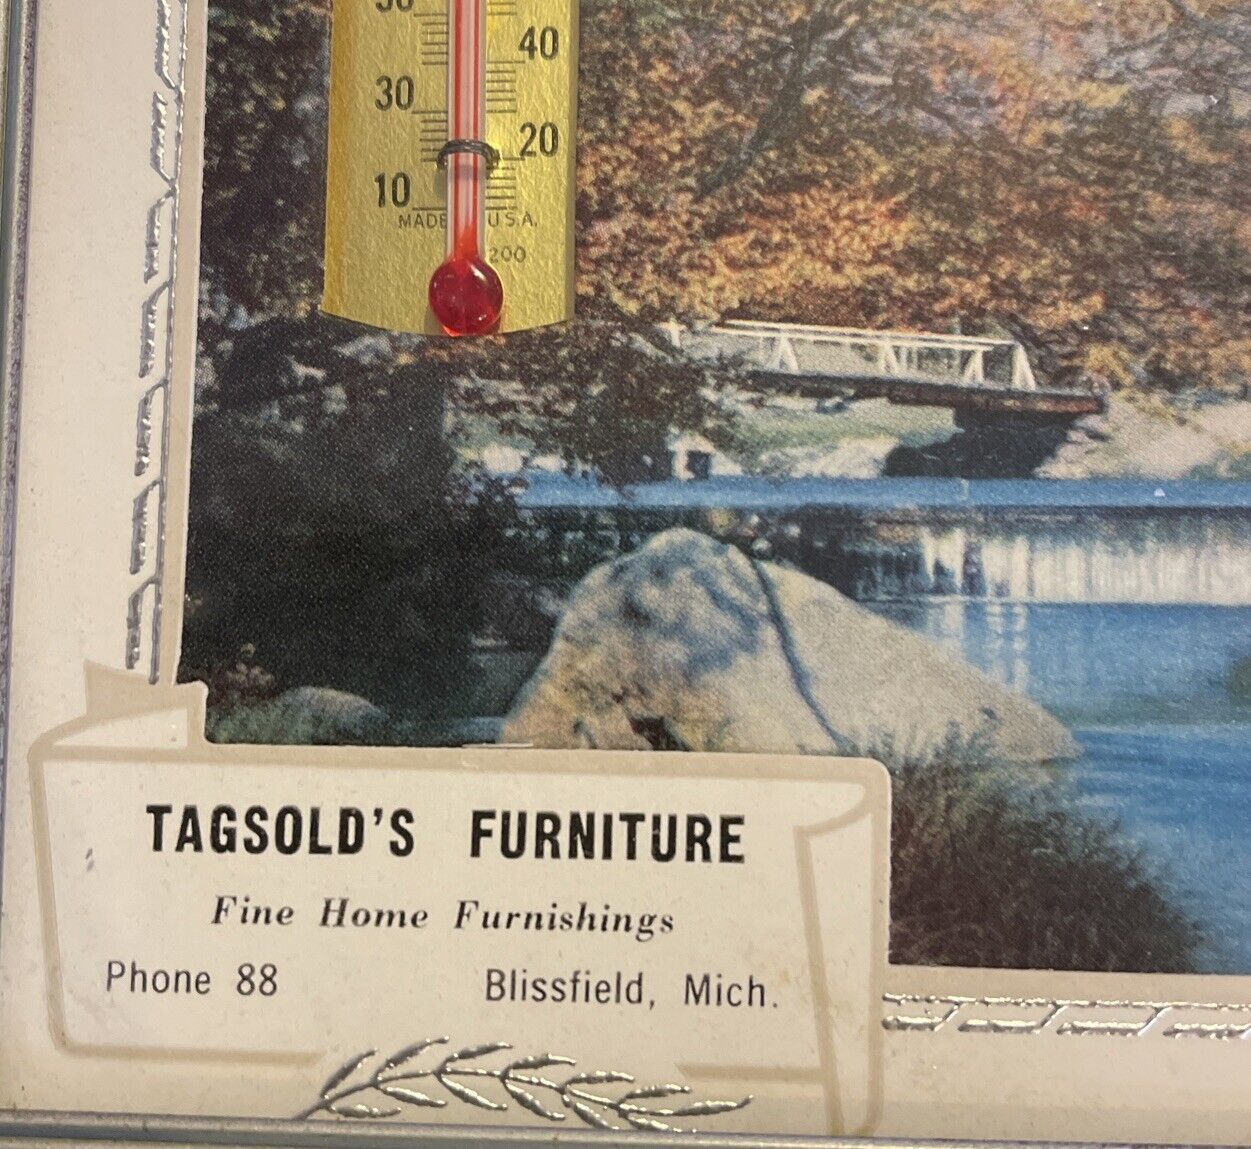 40
30
20
10
MADE U.S.A.
200
TAGSOLD'S FURNITURE
Fine Home Furnishings
Phone 88 Blissfield, Mich.